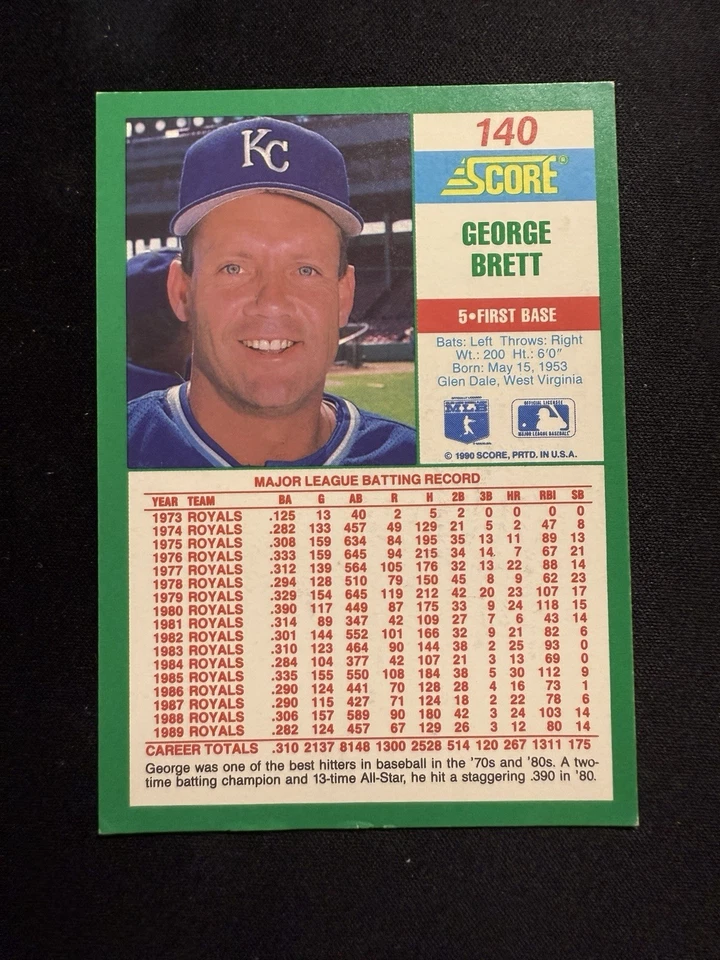 KC
140
SCORE®
GEORGE
BRETT
5•FIRST BASE
Bats: Left Throws: Right
Wt.: 200 Ht.: 6'0"
Born: May 15, 1953
Glen Dale, West Virginia
MLB
OFFICIAL LICENSEE
MAJOR LEAGUE BASEBALL
© 1990 SCORE, PRTD. IN U.S.A.
MAJOR LEAGUE BATTING RECORD
YEAR TEAM BA G AB R H 2B 3B HR RBI SB
1973 ROYALS .125 13 40 2 5 2 0 0 0 0
1974 ROYALS .282 133 457 49 129 21 5 2 47 8
1975 ROYALS .308 159 634 84 195 35 13 11 89 13
1976 ROYALS .333 159 645 94 215 34 14 7 67 21
1977 ROYALS .312 139 564 105 176 32 13 22 88 14
1978 ROYALS .294 128 510 79 150 45 8 9 62 23
1979 ROYALS .329 154 645 119 212 42 20 23 107 17
1980 ROYALS .390 117 449 87 175 33 9 24 118 15
1981 ROYALS .314 89 347 42 109 27 7 6 43 14
1982 ROYALS .301 144 552 101 166 32 9 21 82 6
1983 ROYALS .310 123 464 90 144 38 2 25 93 0
1984 ROYALS .284 104 377 42 107 21 3 13 69 0
1985 ROYALS .335 155 550 108 184 38 5 30 112 9
1986 ROYALS .290 124 441 70 128 28 4 16 73 1
1987 ROYALS .290 115 427 71 124 18 2 22 78 6
1988 ROYALS .306 157 589 90 180 42 3 24 103 14
1989 ROYALS .282 124 457 67 129 26 3 12 80 14
CAREER TOTALS .310 2137 8148 1300 2528 514 120 267 1311 175
George was one of the best hitters in baseball in the '70s and '80s. A two-
time batting champion and 13-time All-Star, he hit a staggering .390 in '80.